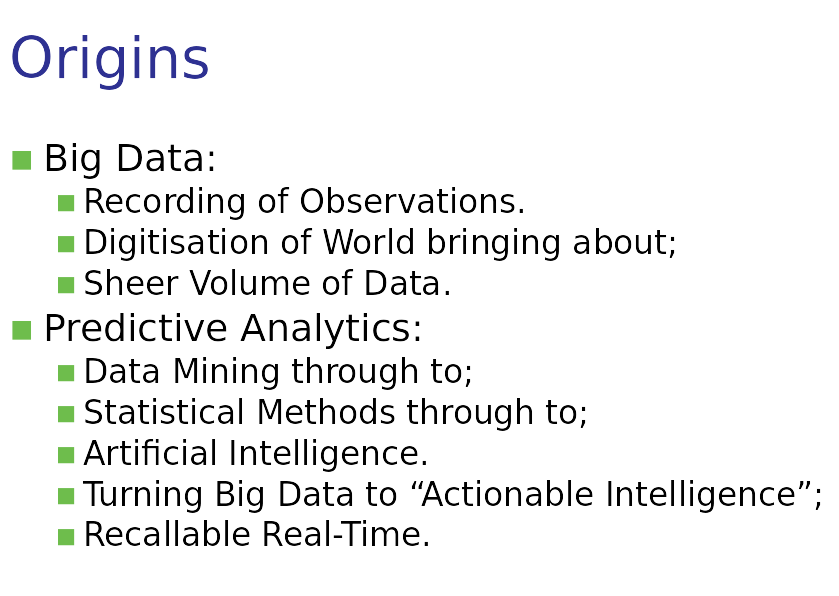 Origins
Big Data:
Recording of Observations.
Digitisation of World bringing about;
Sheer Volume of Data.
Predictive Analytics:
Data Mining through to;
Statistical Methods through to;
Artificial Intelligence.
Turning Big Data to “Actionable Intelligence”;
Recallable Real-Time.